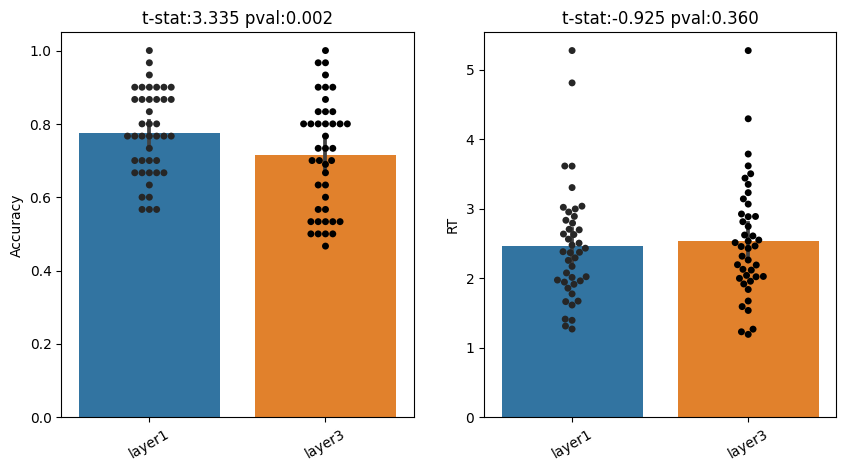 t-stat:3.335 pval:0.002
Accuracy
1.0
0.8
0.6
0.4
0.2
0.0
layer1
layer3
t-stat:-0.925 pval:0.360
RT
5
4
3
2
1
0
layer1
layer3